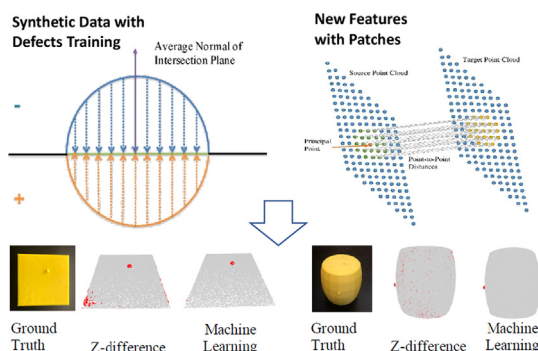 Synthetic Data with
Defects Training
Average Normal of
Intersection Plane
-
+
New Features
with Patches
Target Point Cloud
Source Point Cloud
Principal
Point
Point-to-Point
Distances
Ground
Truth
Z-difference
Machine
Learning
Ground
Truth
Z-difference
Machine
Learning